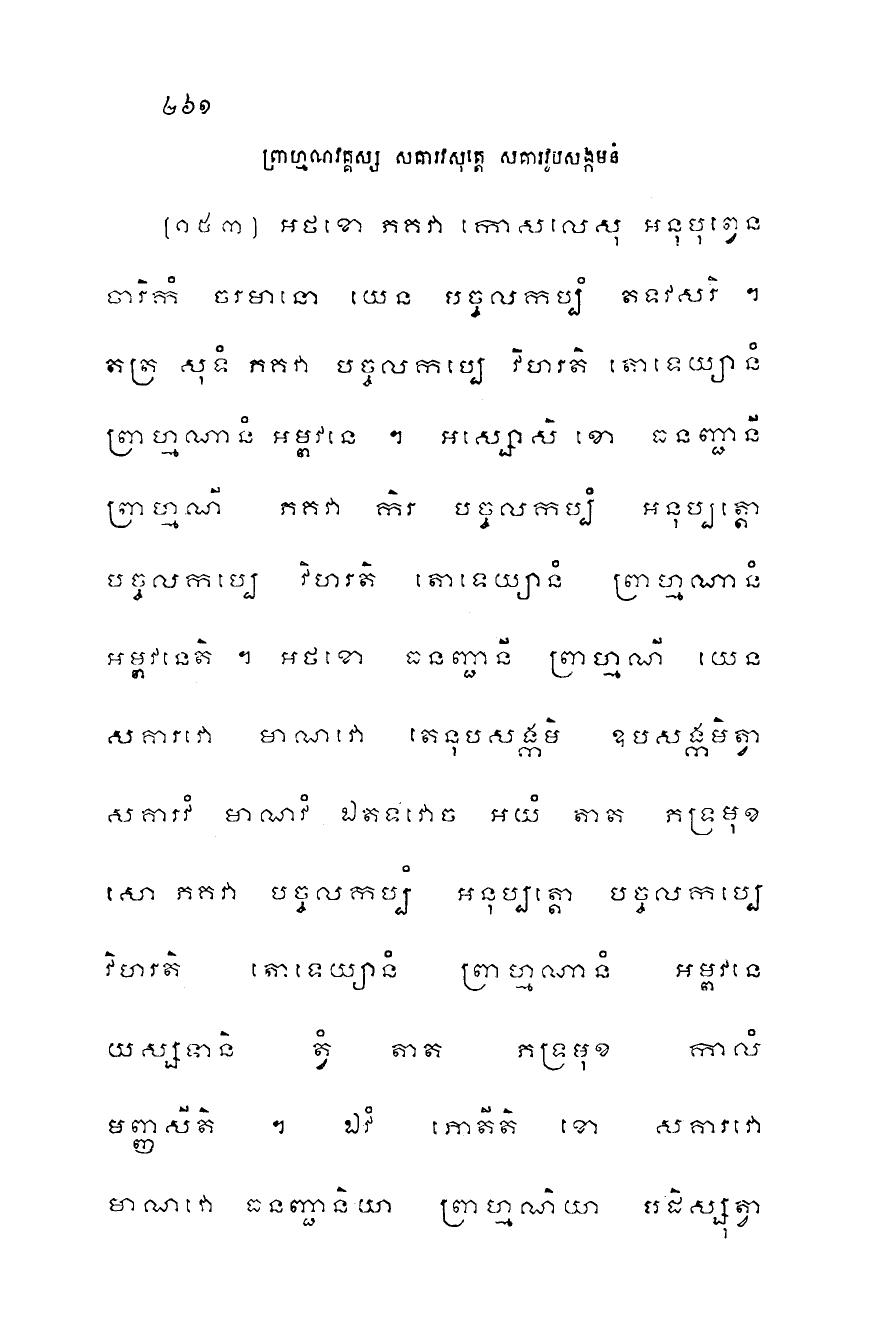 ៤៦១
ព្រាហ្មណវគ្គស្ស សគារវសុត្តេ សគារវូបសង្កមនំ
(១៥៣) អថខោ ភគវា កោសលេសុ អនុបុព្វេន
ចារិកំ ចរមានោ យេន បច្ចលកប្បំ តទវសរិ ។
តត្រ សុទំ ភគវា បច្ចលកប្បេ វិហរតិ តោទេយ្យានំ
ព្រាហ្មណានំ អម្ពវនេ ។ អស្សោសិ ខោ ធនញ្ជានី
ព្រាហ្មណី ភគវា កិរ បច្ចលកប្បំ អនុប្បត្តោ
បច្ចលកប្បេ វិហរតិ តោទេយ្យានំ ព្រាហ្មណានំ
អម្ពវនេតិ ។ អថខោ ធនញ្ជានី ព្រាហ្មណី យេន
សគារវោ មាណវោ តេនុបសង្កមិ ឧបសង្កមិត្វា
សគារវំ មាណវំ ឯតទវោច អយំ តាត ភទ្រមុខ
សោ ភគវា បច្ចលកប្បំ អនុប្បត្តោ បច្ចលកប្បេ
វិហរតិ តោទេយ្យានំ ព្រាហ្មណានំ អម្ពវនេ
យស្សទានិ ត្វំ តាត ភទ្រមុខ កាលំ
មញ្ញសីតិ ។ ឯវំ ភោតីតិ ខោ សគារវោ
មាណវោ ធនញ្ជានិយា ព្រាហ្មណិយា បដិស្សុត្វា